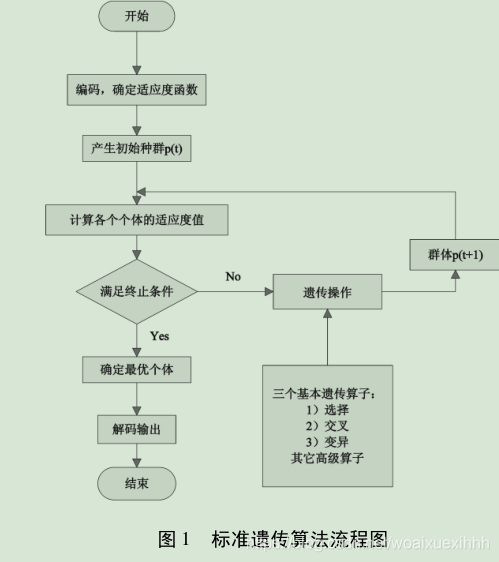 开始
编码，确定适应度函数
产生初始种群p(t)
计算各个个体的适应度值
群体p(t+1)
满足终止条件
No
遗传操作
Yes
确定最优个体
三个基本遗传算子：
1）选择
2）交叉
3）变异
其它高级算子
解码输出
结束
图 1 标准遗传算法流程图